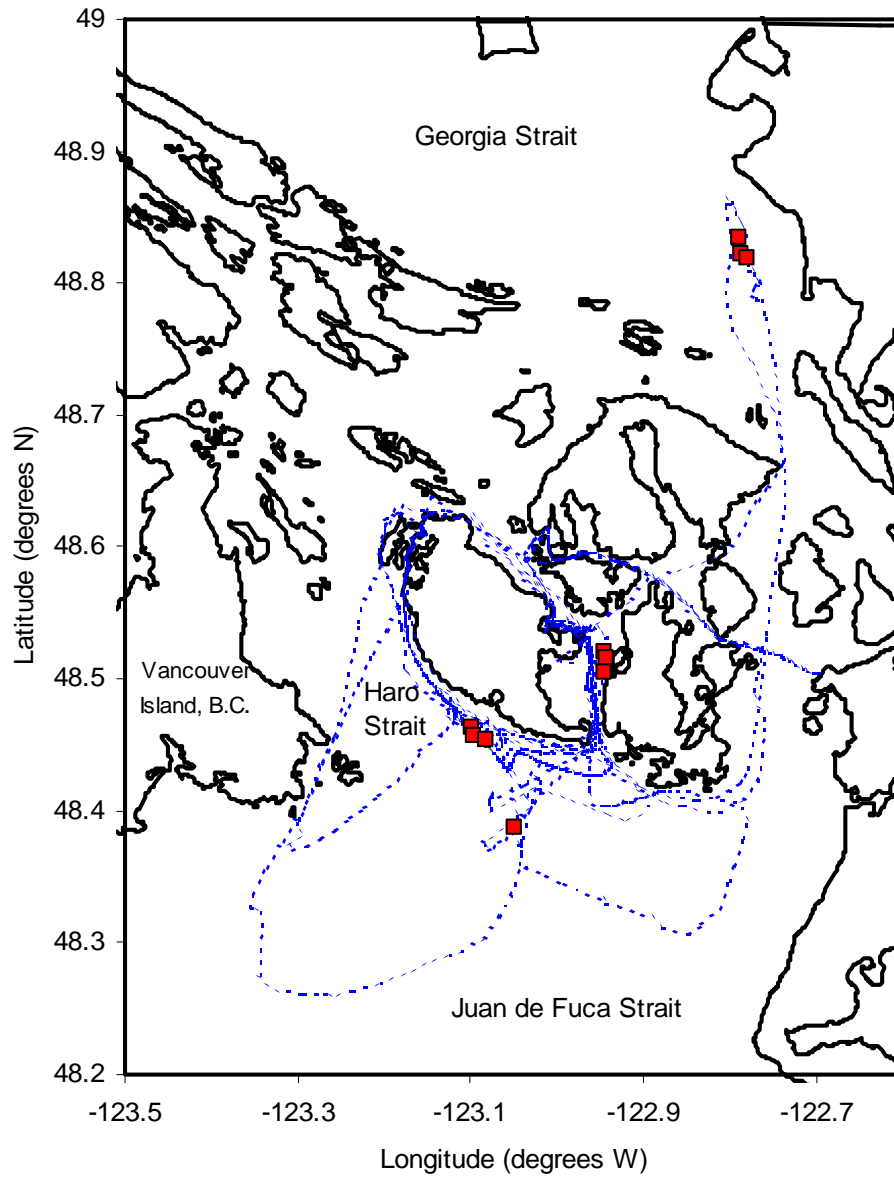 49
48.9
48.8
48.7
48.6
48.5
48.4
48.3
48.2
Latitude (degrees N)
Georgia Strait
Vancouver
Island, B.C.
Haro
Strait
Juan de Fuca Strait
-123.5
-123.3
-123.1
-122.9
-122.7
Longitude (degrees W)